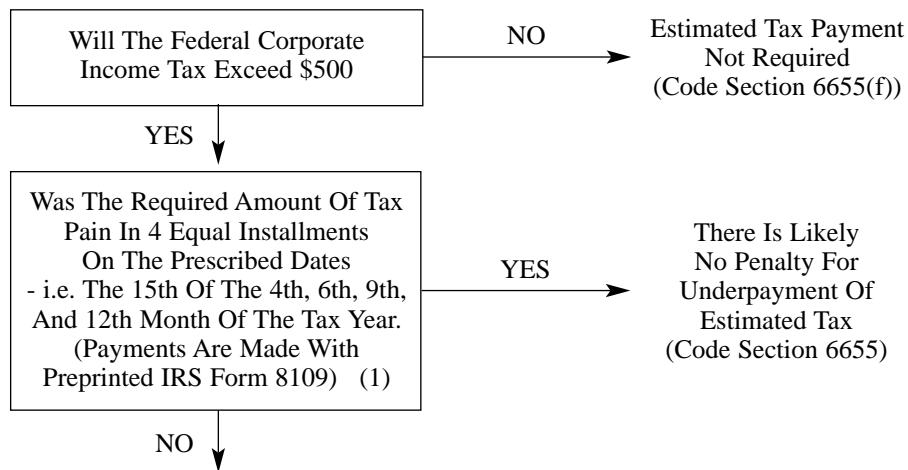 Will The Federal Corporate
Income Tax Exceed $500
NO
Estimated Tax Payment
Not Required
(Code Section 6655(f))
YES
Was The Required Amount Of Tax
Pain In 4 Equal Installments
On The Prescribed Dates
- i.e. The 15th Of The 4th, 6th, 9th,
And 12th Month Of The Tax Year.
(Payments Are Made With
Preprinted IRS Form 8109) (1)
YES
There Is Likely
No Penalty For
Underpayment Of
Estimated Tax
(Code Section 6655)
NO